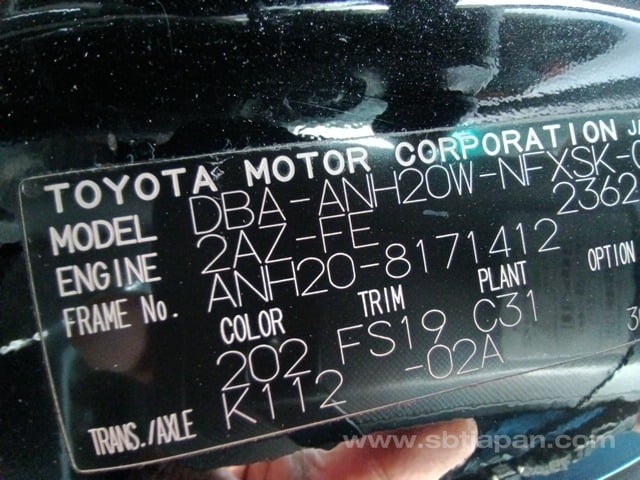 TOYOTA MOTOR CORPORATION
MODEL DBA-ANH20W-NFXSK-
ENGINE 2AZ-FE 2362
FRAME No. ANH20-8171412
COLOR TRIM PLANT OPTION
202 FS19 C31
TRANS./AXLE K112 -02A
www.sbtjapan.com